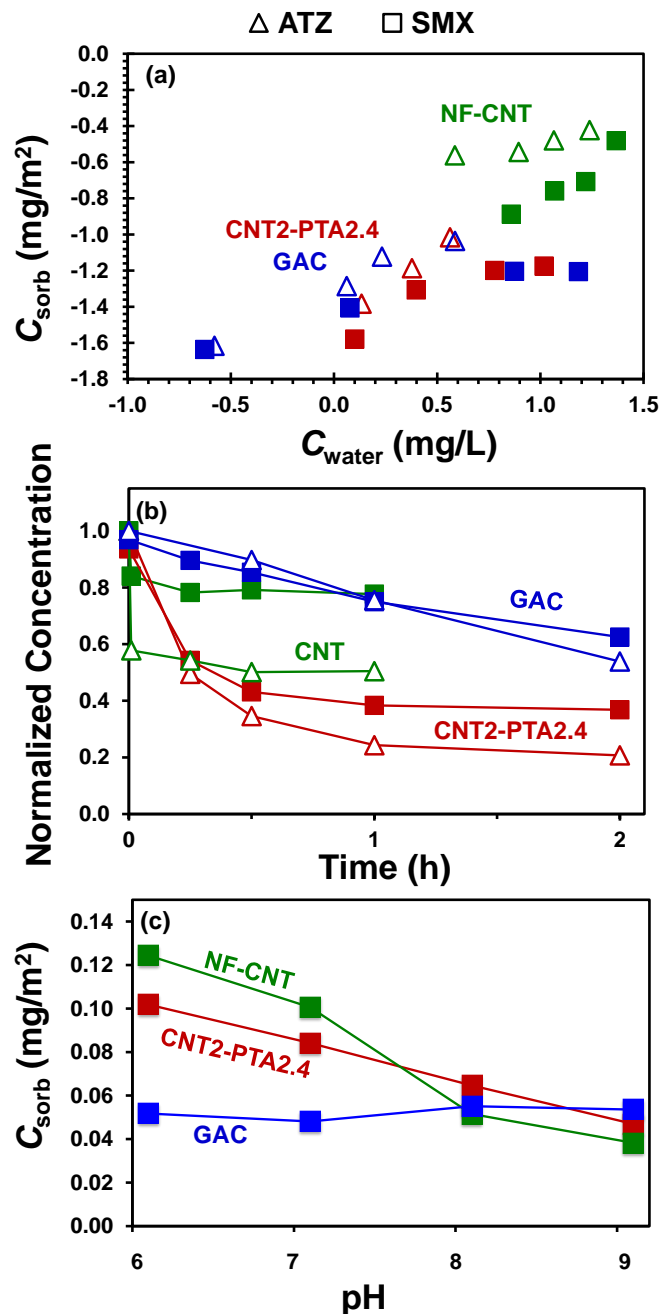 △ ATZ □ SMX
(a)
0.0
-0.2
-0.4
-0.6
-0.8
-1.0
-1.2
-1.4
-1.6
-1.8
C sorb (mg/m²)
NF-CNT
CNT2-PTA2.4
GAC
-1.0 -0.5 0.0 0.5 1.0 1.5
C water (mg/L)
(b)
1.0
0.8
0.6
0.4
0.2
0.0
Normalized Concentration
GAC
CNT
CNT2-PTA2.4
0 1 2
Time (h)
(c)
0.14
0.12
0.10
0.08
0.06
0.04
0.02
0.00
C sorb (mg/m²)
NF-CNT
CNT2-PTA2.4
GAC
6 7 8 9
pH